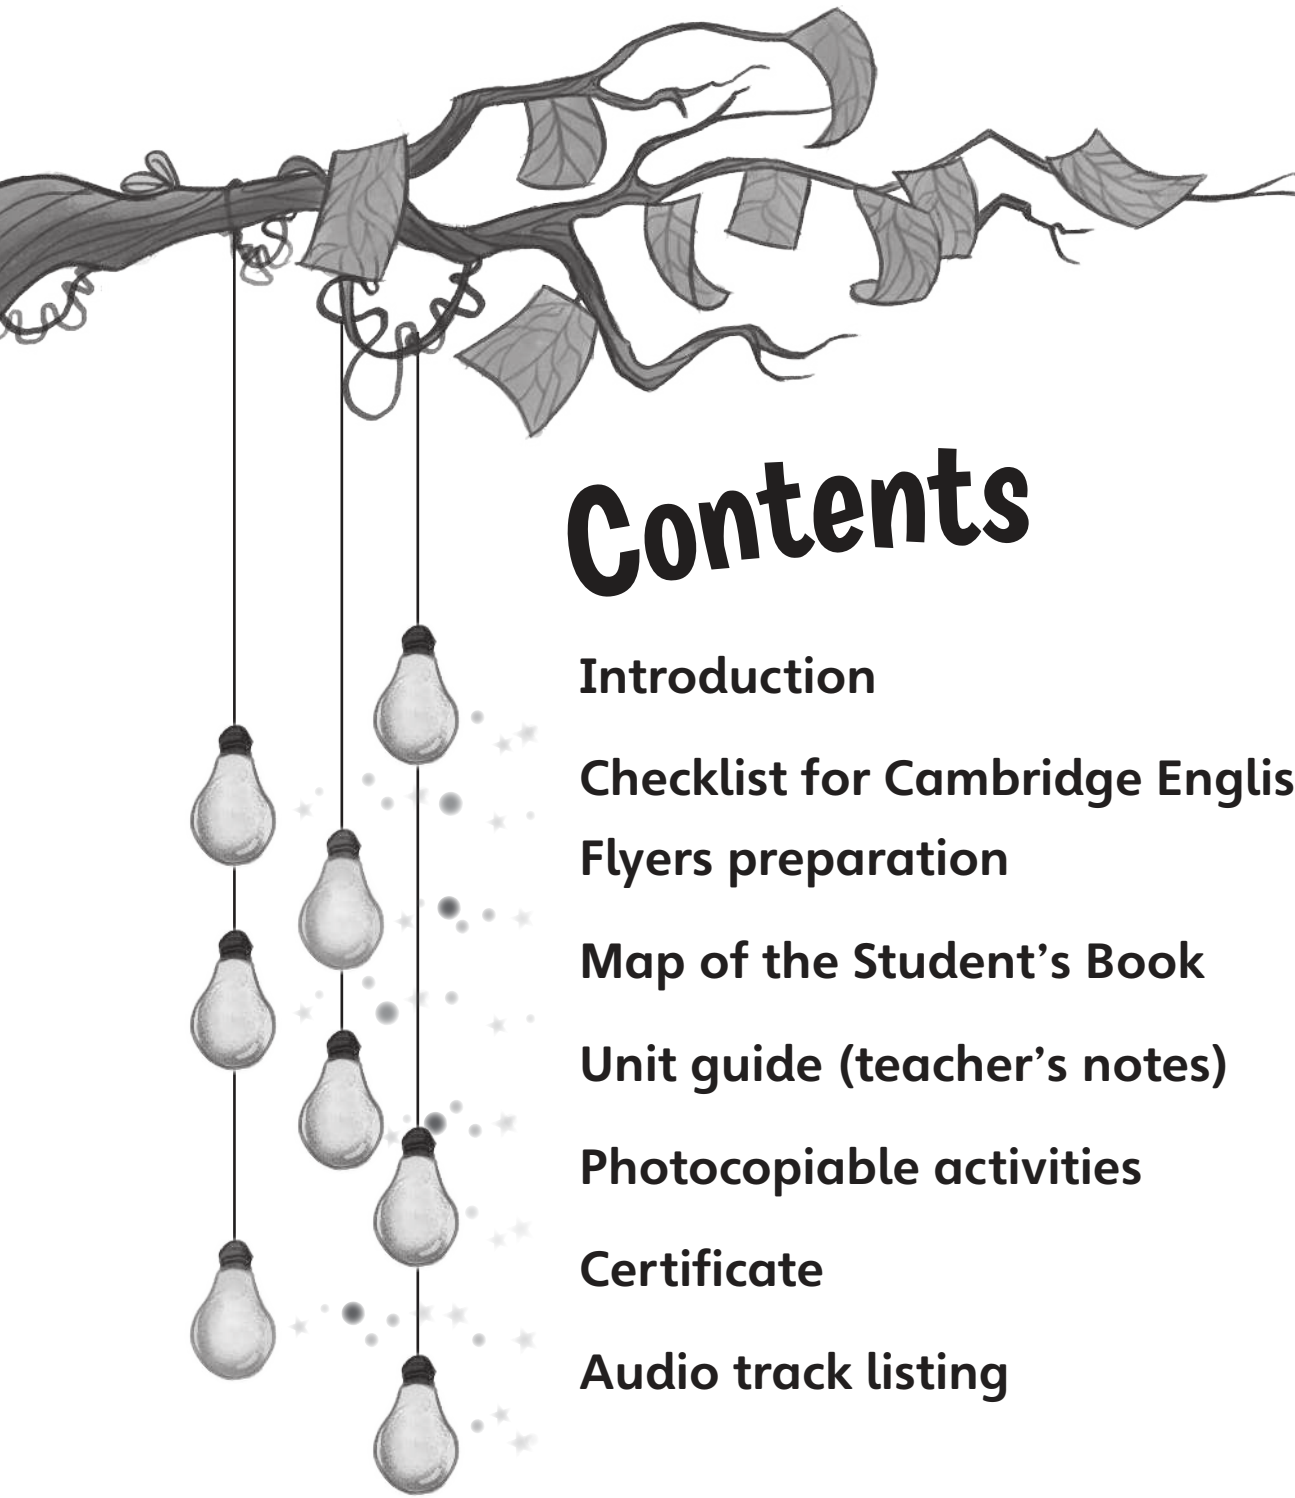 Contents
Introduction
Checklist for Cambridge Englis
Flyers preparation
Map of the Student’s Book
Unit guide (teacher’s notes)
Photocopiable activities
Certificate
Audio track listing